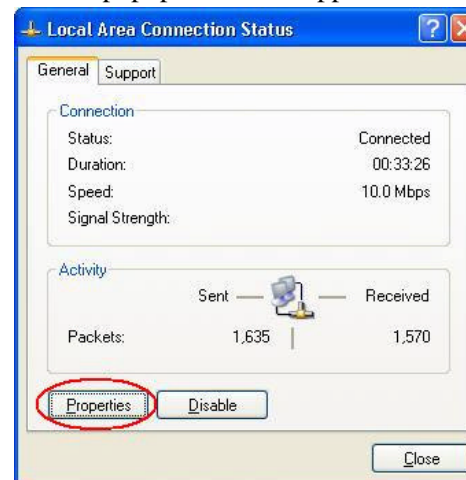 Local Area Connection Status
General Support
Connection
Status: Connected
Duration: 00:33:26
Speed: 10.0 Mbps
Signal Strength:
Activity
Sent — — Received
Packets: 1,635 | 1,570
Properties Disable
Close